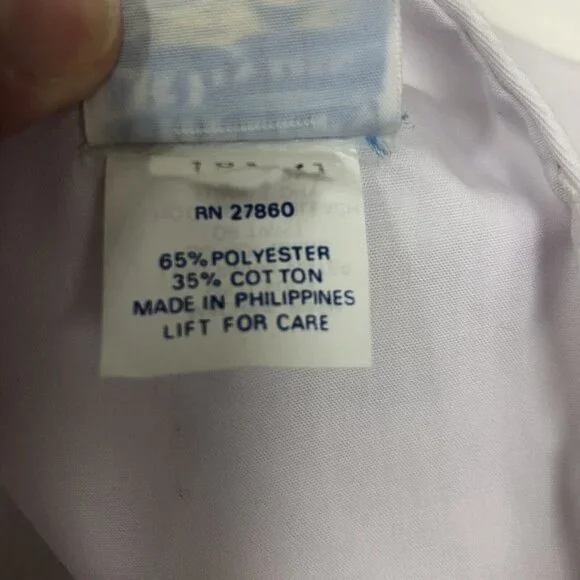 RN 27860
65% POLYESTER
35% COTTON
MADE IN PHILIPPINES
LIFT FOR CARE